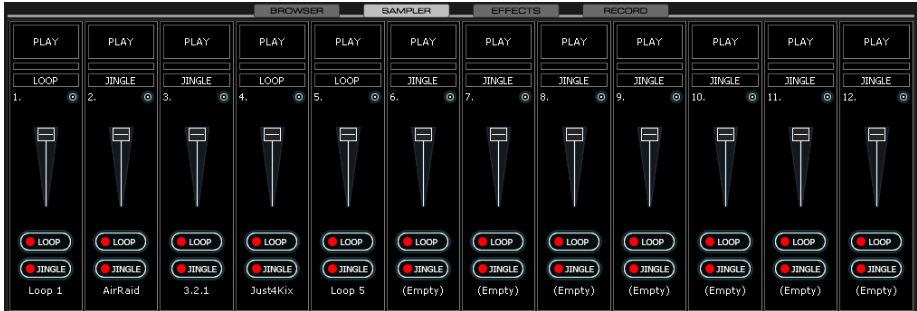 BROWSER SAMPLER EFFECTS RECORD
PLAY PLAY PLAY PLAY PLAY PLAY PLAY PLAY PLAY PLAY PLAY PLAY
LOOP JINGLE JINGLE LOOP LOOP JINGLE JINGLE JINGLE JINGLE JINGLE JINGLE JINGLE
1. 2. 3. 4. 5. 6. 7. 8. 9. 10. 11. 12.
LOOP LOOP LOOP LOOP LOOP LOOP LOOP LOOP LOOP LOOP LOOP LOOP
JINGLE JINGLE JINGLE JINGLE JINGLE JINGLE JINGLE JINGLE JINGLE JINGLE JINGLE JINGLE
Loop 1 AirRaid 3.2.1 Just4Kix Loop 5 (Empty) (Empty) (Empty) (Empty) (Empty) (Empty) (Empty)